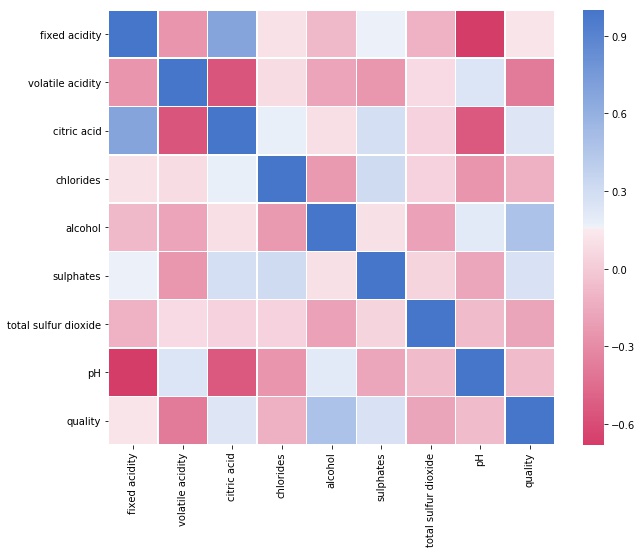 fixed acidity
volatile acidity
citric acid
chlorides
alcohol
sulphates
total sulfur dioxide
pH
quality
fixed acidity
volatile acidity
citric acid
chlorides
alcohol
sulphates
total sulfur dioxide
pH
quality
0.9
0.6
0.3
0.0
−0.3
−0.6